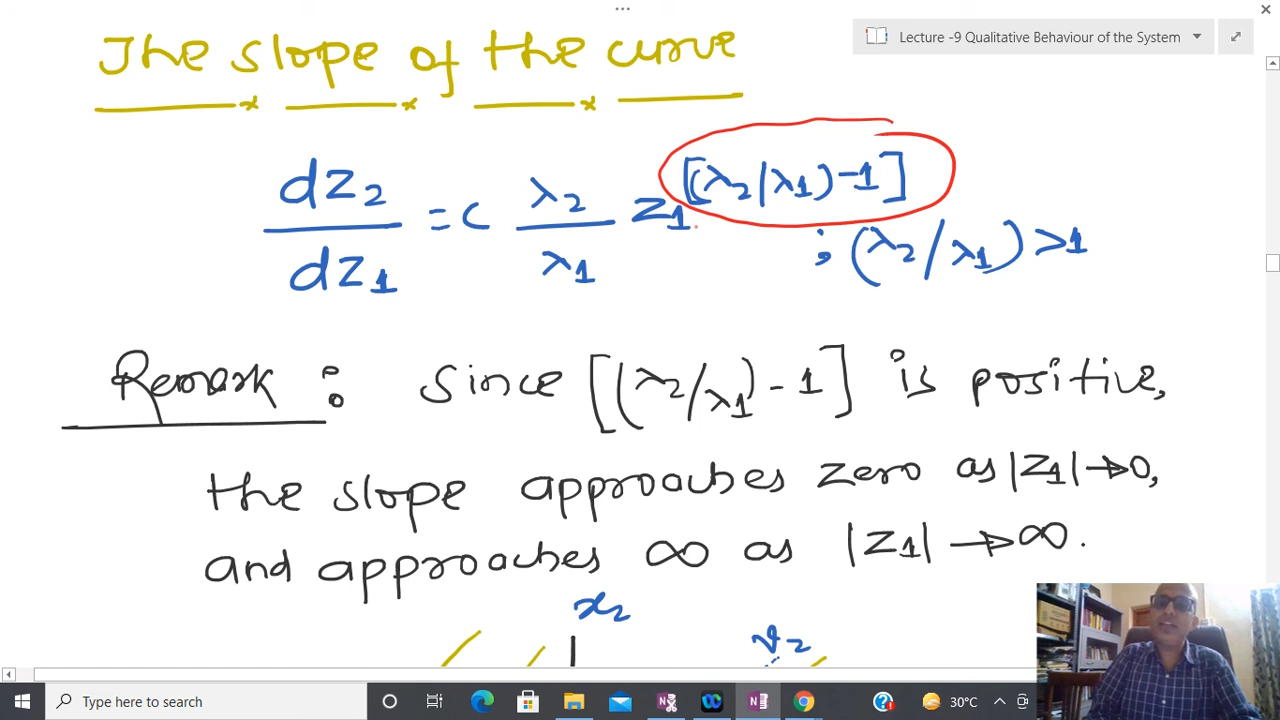 Lecture -9 Qualitative Behaviour of the System
The slope of the curve
dz₂/dz₁ = C λ₂/λ₁ z₁^[(λ₂/λ₁)-1] ; (λ₂/λ₁)>1
Remark : Since [(λ₂/λ₁)-1] is positive,
the slope approaches zero as |z₁|→0,
and approaches ∞ as |z₁|→∞.
x₂
v₂
Type here to search
30°C